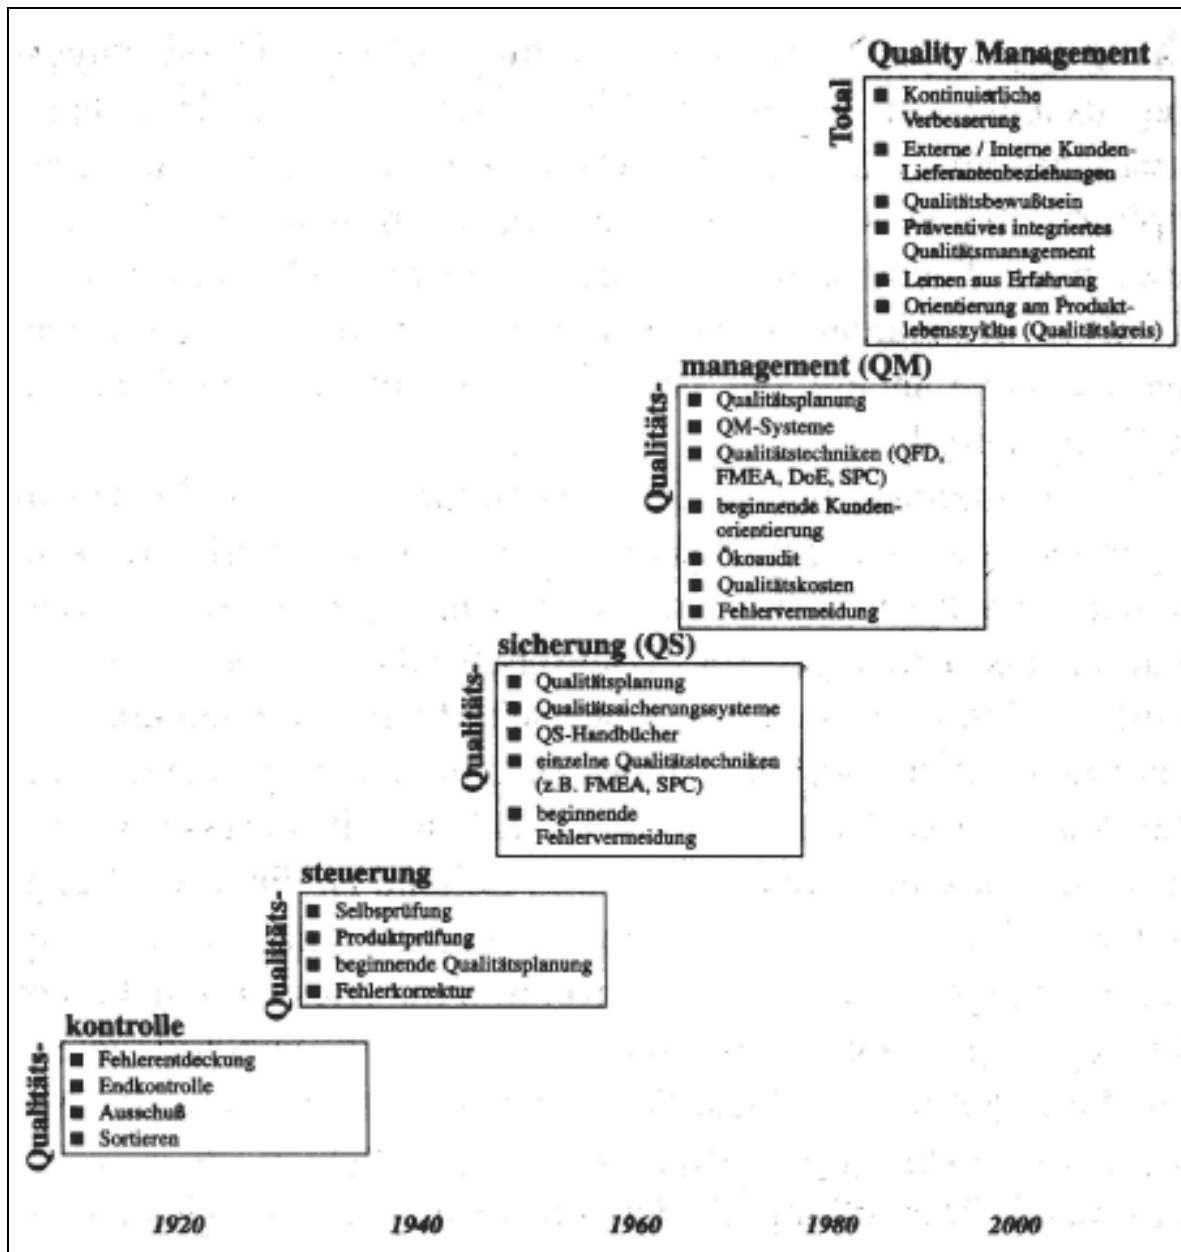 Quality Management
Total
■ Kontinuierliche
Verbesserung
■ Externe / Interne Kunden-
Lieferantenbeziehungen
■ Qualitätsbewußtsein
■ Präventives integriertes
Qualitätsmanagement
■ Lernen aus Erfahrung
■ Orientierung am Produkt-
lebenszyklus (Qualitätskreis)
Qualitäts-
management (QM)
■ Qualitätsplanung
■ QM-Systeme
■ Qualitätstechniken (QFD,
FMEA, DoE, SPC)
■ beginnende Kunden-
orientierung
■ Ökoaudit
■ Qualitätskosten
■ Fehlervermeidung
Qualitäts-
sicherung (QS)
■ Qualitätsplanung
■ Qualitätssicherungssysteme
■ QS-Handbücher
■ einzelne Qualitätstechniken
(z.B. FMEA, SPC)
■ beginnende
Fehlervermeidung
Qualitäts-
steuerung
■ Selbsprüfung
■ Produktprüfung
■ beginnende Qualitätsplanung
■ Fehlerkorrektur
Qualitäts-
kontrolle
■ Fehlerentdeckung
■ Endkontrolle
■ Ausschuß
■ Sortieren
1920 1940 1960 1980 2000